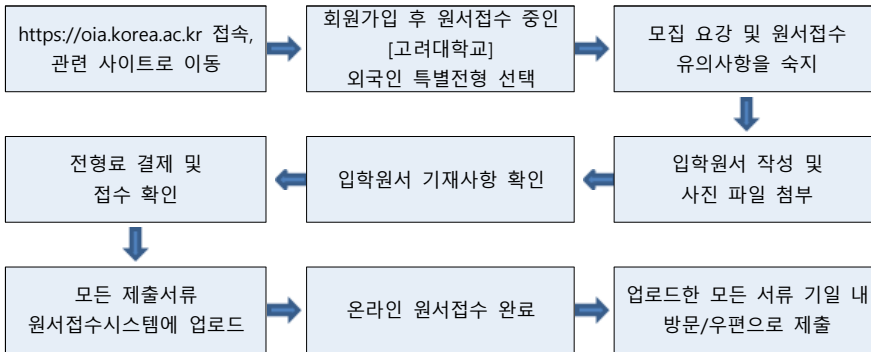 https://oia.korea.ac.kr 접속,
관련 사이트로 이동
회원가입 후 원서접수 중인
[고려대학교]
외국인 특별전형 선택
모집 요강 및 원서접수
유의사항을 숙지
입학원서 작성 및
사진 파일 첨부
입학원서 기재사항 확인
전형료 결제 및
접수 확인
모든 제출서류
원서접수시스템에 업로드
온라인 원서접수 완료
업로드한 모든 서류 기일 내
방문/우편으로 제출